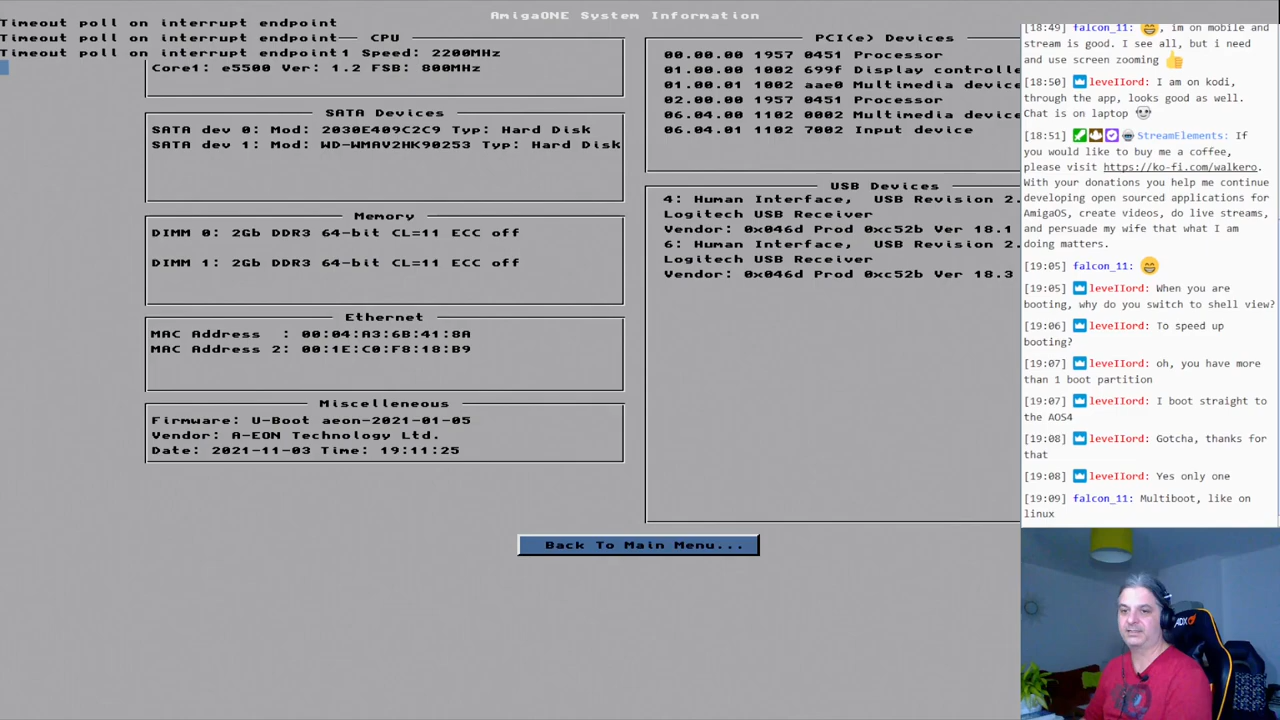 AmigaONE System Information
Timeout poll on interrupt endpoint
Timeout poll on interrupt endpoint
CPU
Timeout poll on interrupt endpoint1 Speed: 2200MHz
Core1: e5500 Ver: 1.2 FSB: 800MHz
SATA Devices
SATA dev 0: Mod: 2030E409C2C9 Typ: Hard Disk
SATA dev 1: Mod: WD-WMAV2HK90253 Typ: Hard Disk
Memory
DIMM 0: 2Gb DDR3 64-bit CL=11 ECC off
DIMM 1: 2Gb DDR3 64-bit CL=11 ECC off
Ethernet
MAC Address  : 00:04:A3:6B:41:8A
MAC Address 2: 00:1E:C0:F8:18:B9
Miscelleneous
Firmware: U-Boot aeon-2021-01-05
Vendor: A-EON Technology Ltd.
Date: 2021-11-03 Time: 19:11:25
PCI(e) Devices
00.00.00 1957 0451 Processor
01.00.00 1002 699f Display controlle
01.00.01 1002 aae0 Multimedia devic
02.00.00 1957 0451 Processor
06.04.00 1102 0002 Multimedia devic
06.04.01 1102 7002 Input device
USB Devices
4: Human Interface,  USB Revision 2.
Logitech USB Receiver
Vendor: 0x046d Prod 0xc52b Ver 18.1
6: Human Interface,  USB Revision 2.
Logitech USB Receiver
Vendor: 0x046d Prod 0xc52b Ver 18.3
Back To Main Menu...
[18:49] falcon_11: 😄, im on mobile and
stream is good. I see all, but i need
and use screen zooming 👍
[18:50] leveIIord: I am on kodi,
through the app, looks good as well.
Chat is on laptop
[18:51] StreamElements: If
you would like to buy me a coffee,
please visit https://ko-fi.com/walkero.
With your donations you help me continue
developing open sourced applications for
AmigaOS, create videos, do live streams,
and persuade my wife that what I am
doing matters.
[19:05] falcon_11: 😄
[19:05] leveIIord: When you are
booting, why do you switch to shell view?
[19:06] leveIIord: To speed up
booting?
[19:07] leveIIord: oh, you have more
than 1 boot partition
[19:07] leveIIord: I boot straight to
the AOS4
[19:08] leveIIord: Gotcha, thanks for
that
[19:08] leveIIord: Yes only one
[19:09] falcon_11: Multiboot, like on
linux
ADX